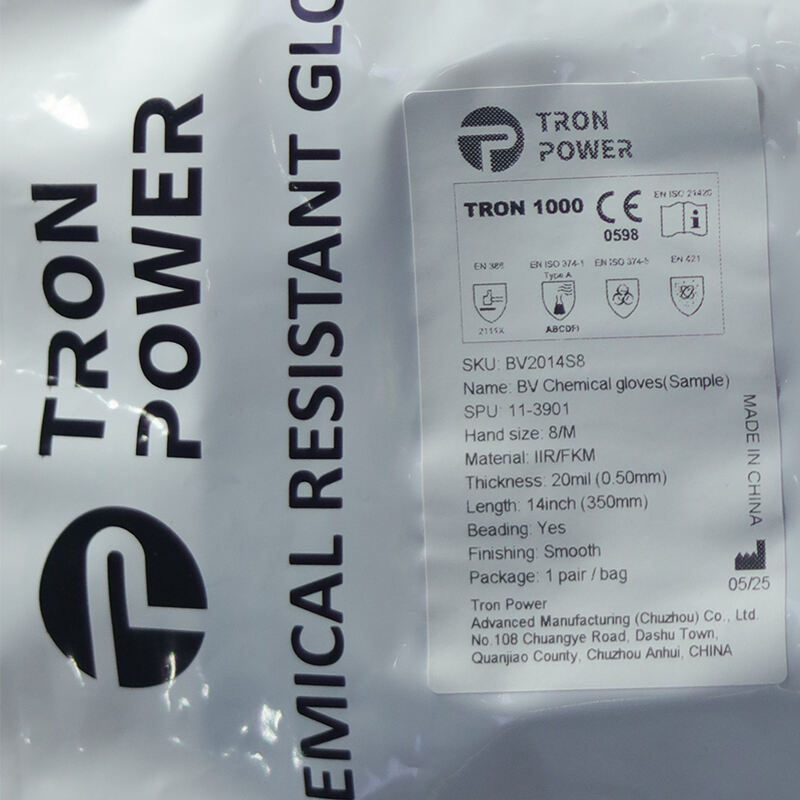 TRON
POWER
CHEMICAL RESISTANT GLO
TRON
POWER
TRON 1000
CE
0598
EN ISO 21420
EN 388
2111X
EN ISO 374-1
Type A
EN ISO 374-5
EN 421
SKU: BV2014S8
Name: BV Chemical gloves(Sample)
SPU: 11-3901
Hand size: 8/M
Material: IIR/FKM
Thickness: 20mil (0.50mm)
Length: 14inch (350mm)
Beading: Yes
Finishing: Smooth
Package: 1 pair / bag
MADE IN CHINA
05/25
Tron Power
Advanced Manufacturing (Chuzhou) Co., Ltd.
No.108 Chuangye Road, Dashu Town,
Quanjiao County, Chuzhou Anhui, CHINA